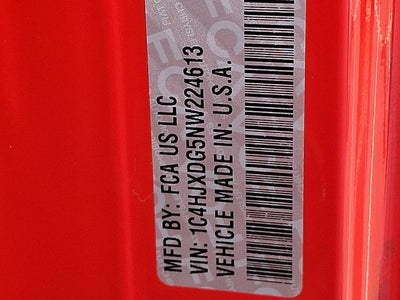 MFD BY: FCA US LLC
VIN: 1C4HJXDG5NW224613
VEHICLE MADE IN: U.S.A.